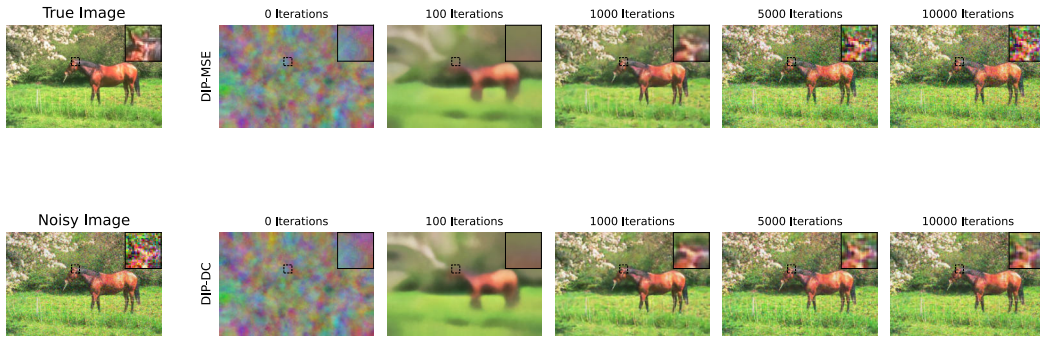 True Image
0 Iterations
100 Iterations
1000 Iterations
5000 Iterations
10000 Iterations
DIP-MSE
Noisy Image
0 Iterations
100 Iterations
1000 Iterations
5000 Iterations
10000 Iterations
DIP-DC